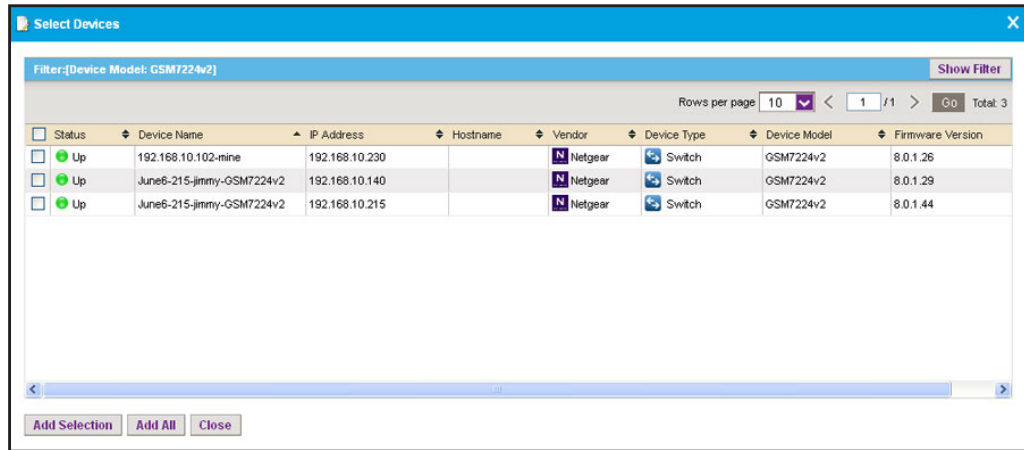 Select Devices X
Filter:[Device Model: GSM7224v2] Show Filter
Rows per page 10 < 1 /1 > Go Total: 3
Status Device Name IP Address Hostname Vendor Device Type Device Model Firmware Version
Up 192.168.10.102-mine 192.168.10.230 N Netgear Switch GSM7224v2 8.0.1.26
Up June6-215-jimmy-GSM7224v2 192.168.10.140 N Netgear Switch GSM7224v2 8.0.1.29
Up June6-215-jimmy-GSM7224v2 192.168.10.215 N Netgear Switch GSM7224v2 8.0.1.44
Add Selection Add All Close